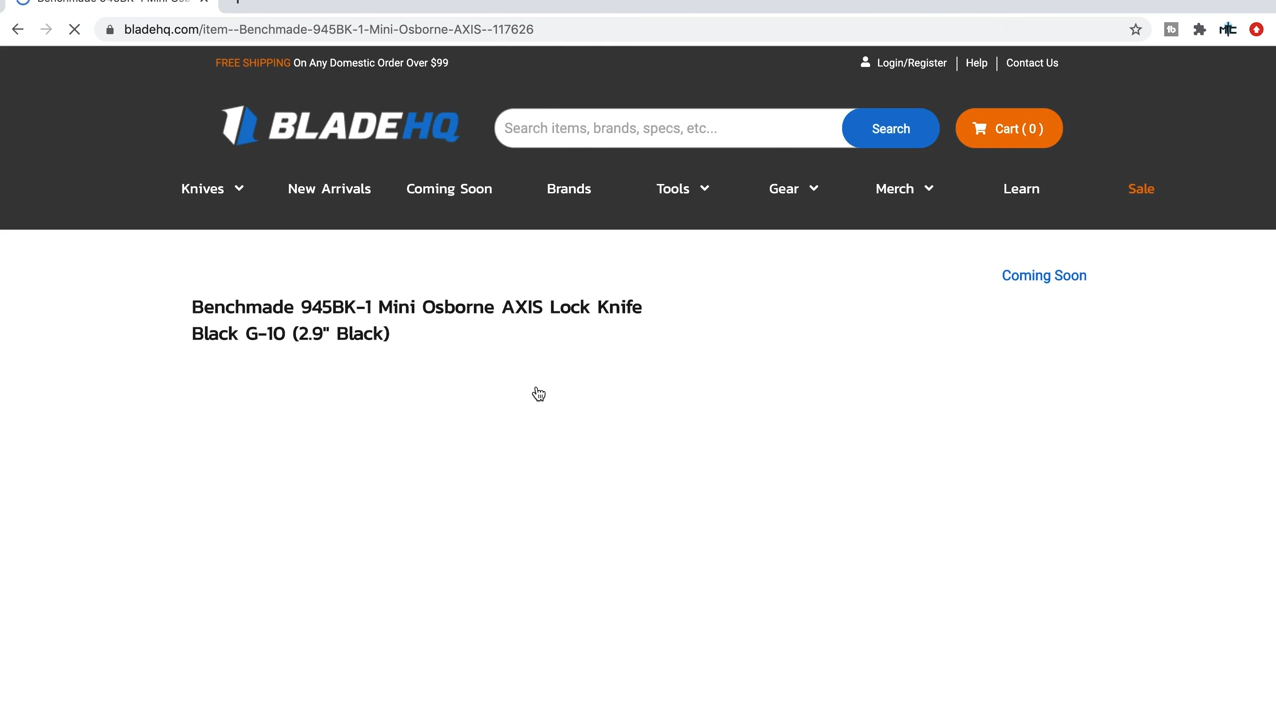 bladehq.com/item--Benchmade-945BK-1-Mini-Osborne-AXIS--117626
FREE SHIPPING On Any Domestic Order Over $99
Login/Register | Help | Contact Us
BLADEHQ
Search items, brands, specs, etc...
Search
Cart ( 0 )
Knives New Arrivals Coming Soon Brands Tools Gear Merch Learn Sale
Coming Soon
Benchmade 945BK-1 Mini Osborne AXIS Lock Knife
Black G-10 (2.9" Black)